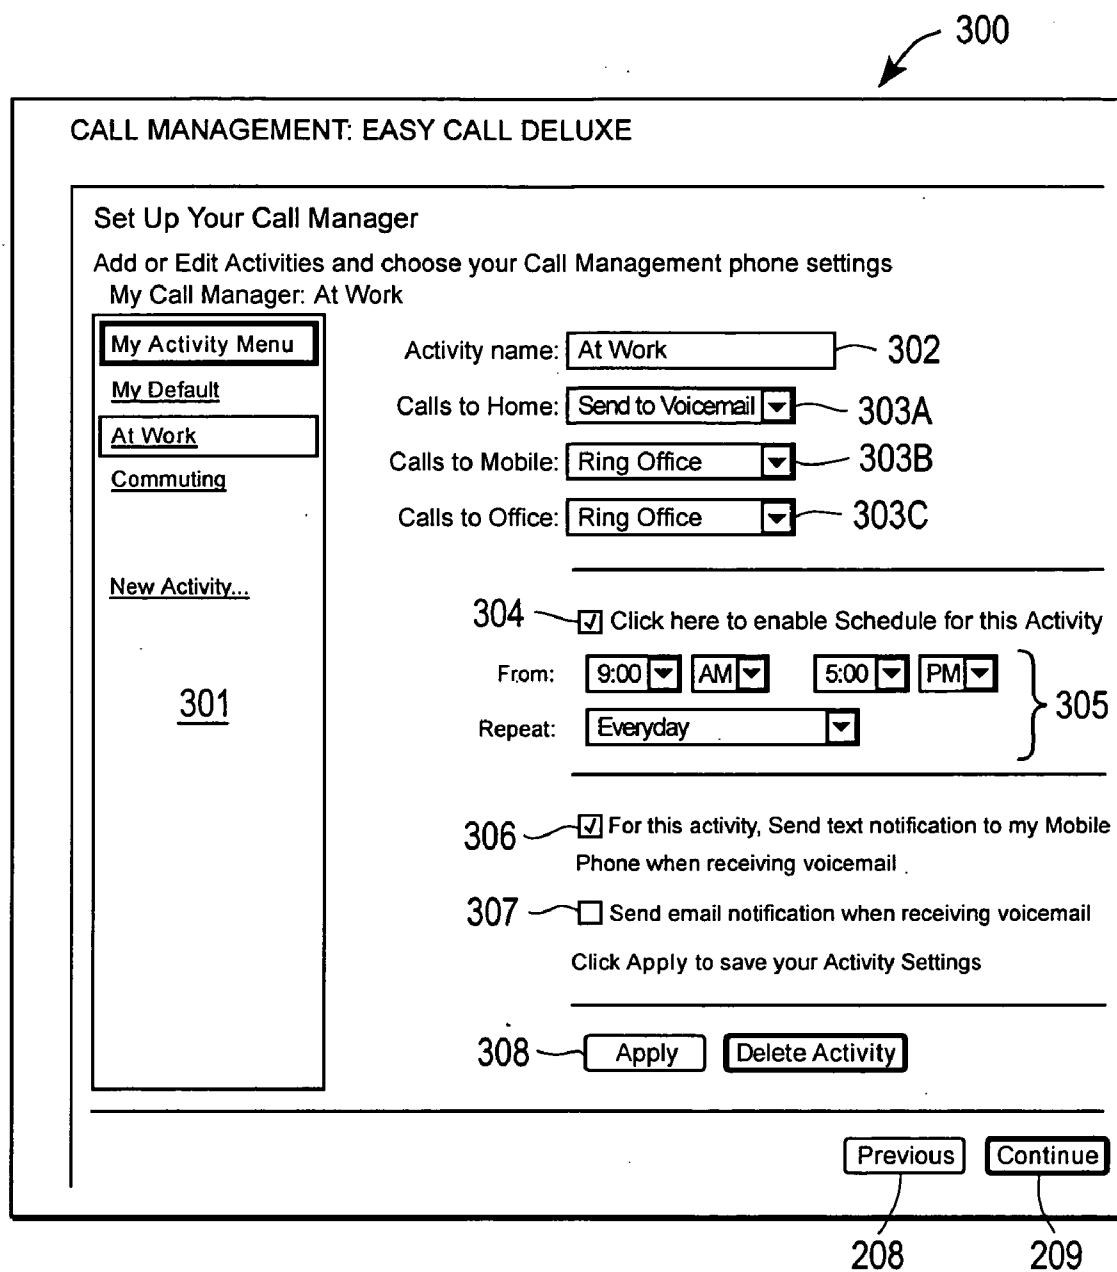 300
CALL MANAGEMENT: EASY CALL DELUXE
Set Up Your Call Manager
Add or Edit Activities and choose your Call Management phone settings
My Call Manager: At Work
My Activity Menu
My Default
At Work
Commuting
New Activity...
301
Activity name: At Work 302
Calls to Home: Send to Voicemail 303A
Calls to Mobile: Ring Office 303B
Calls to Office: Ring Office 303C
304 Click here to enable Schedule for this Activity
From: 9:00 AM 5:00 PM
Repeat: Everyday
305
306 For this activity, Send text notification to my Mobile
Phone when receiving voicemail
307 Send email notification when receiving voicemail
Click Apply to save your Activity Settings
308 Apply Delete Activity
Previous Continue
208 209